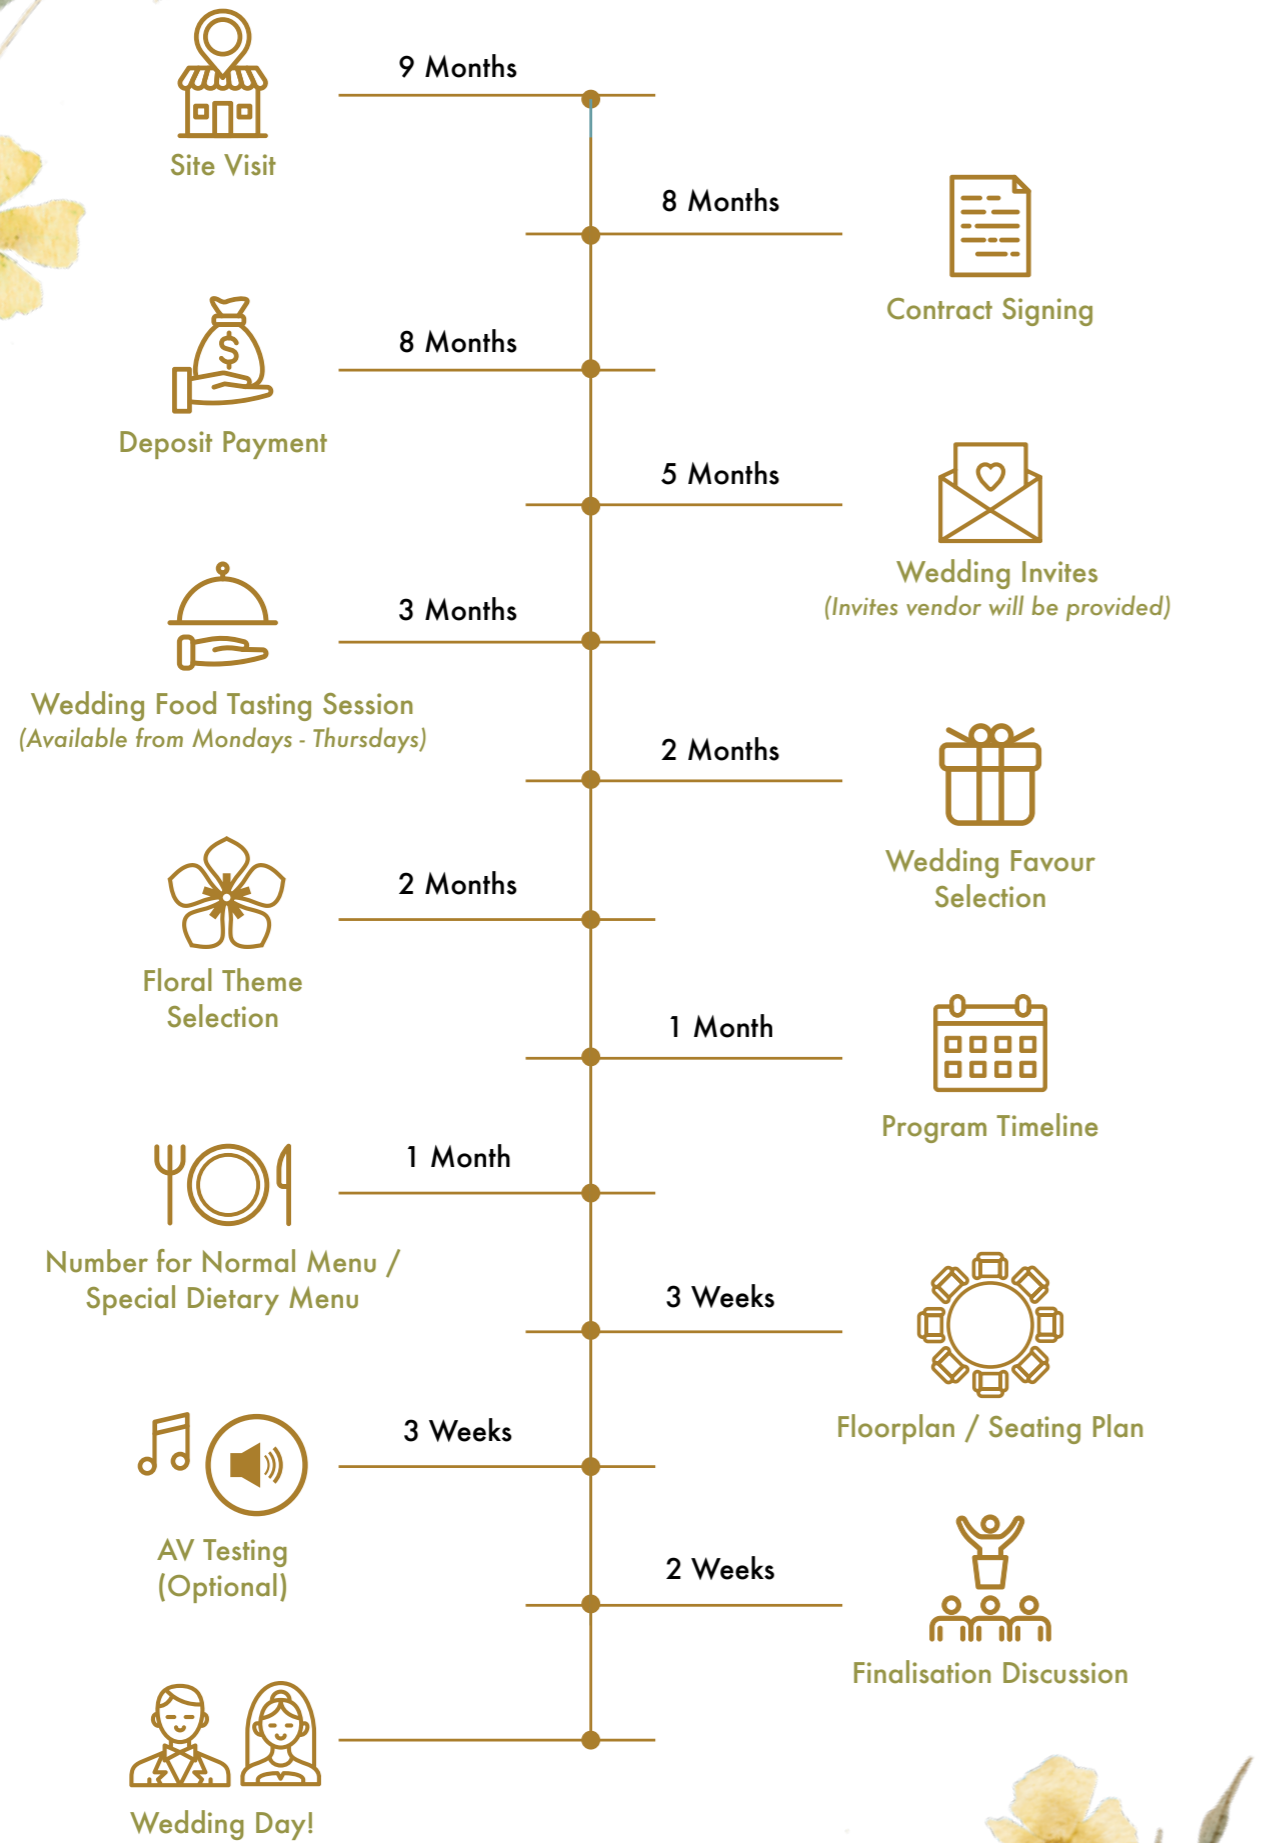 9 Months
Site Visit
8 Months
Contract Signing
8 Months
$
Deposit Payment
5 Months
Wedding Invites
(Invites vendor will be provided)
3 Months
Wedding Food Tasting Session
(Available from Mondays - Thursdays)
2 Months
Wedding Favour
Selection
2 Months
Floral Theme
Selection
1 Month
Program Timeline
1 Month
Number for Normal Menu /
Special Dietary Menu
3 Weeks
Floorplan / Seating Plan
3 Weeks
AV Testing
(Optional)
2 Weeks
Finalisation Discussion
Wedding Day!